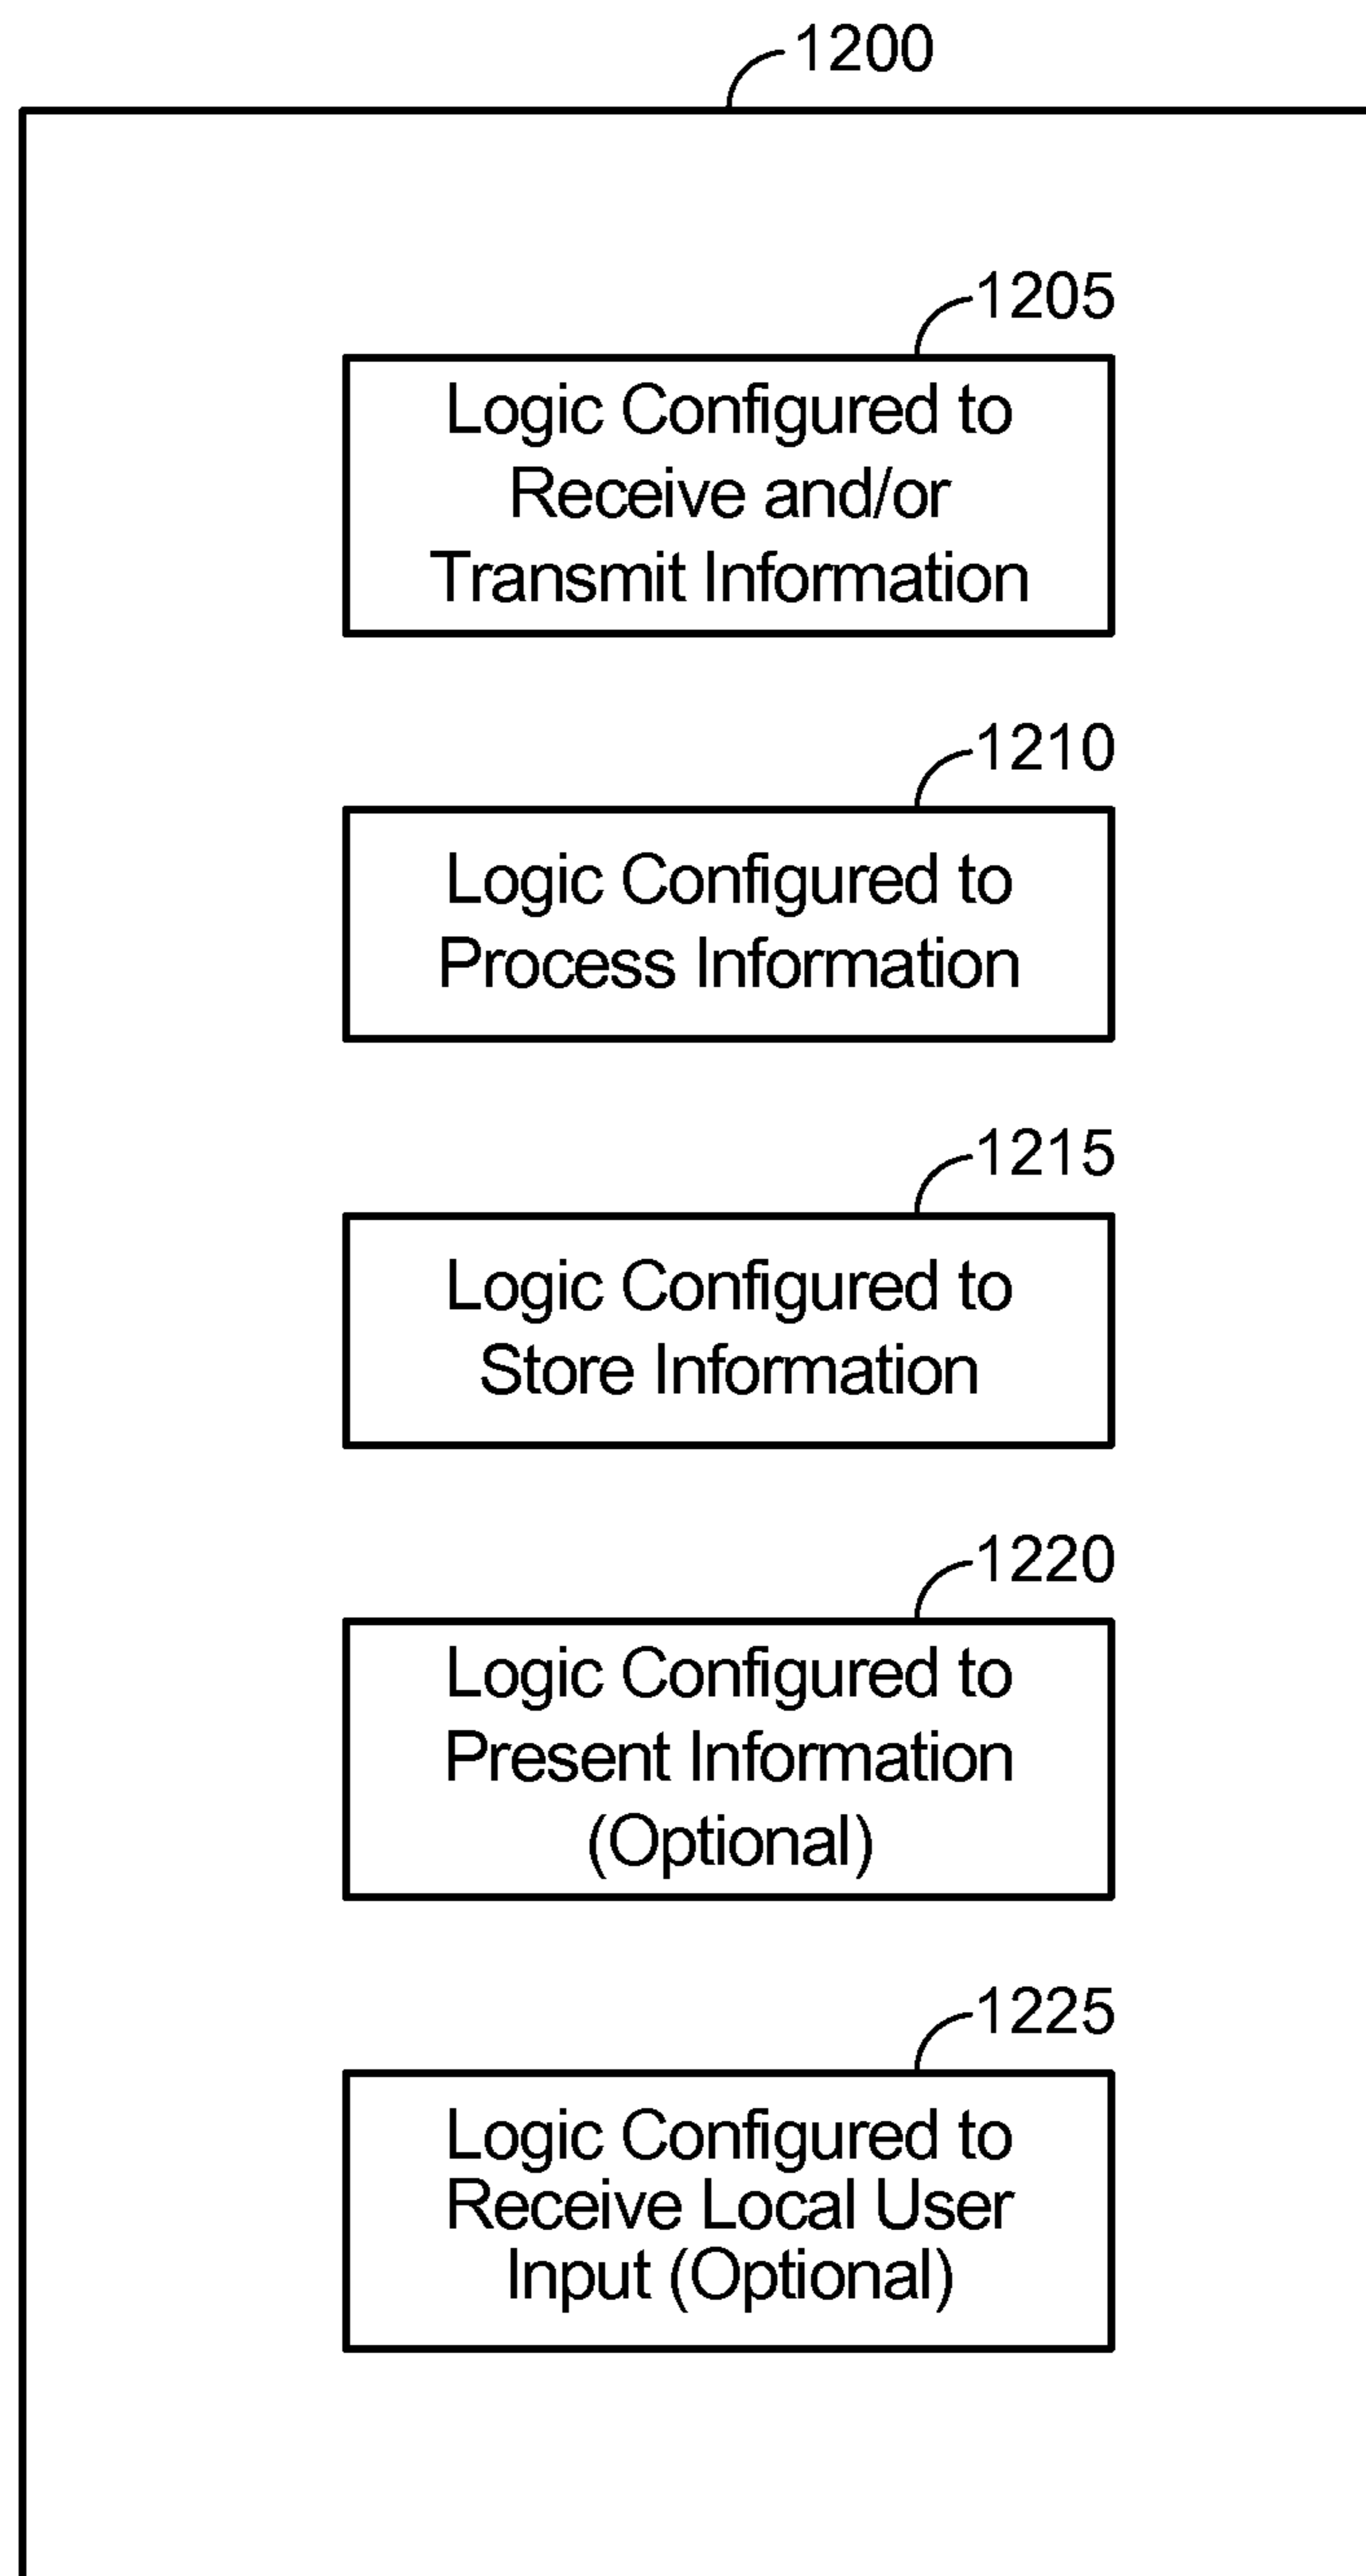 1200
1205
Logic Configured to
Receive and/or
Transmit Information
1210
Logic Configured to
Process Information
1215
Logic Configured to
Store Information
1220
Logic Configured to
Present Information
(Optional)
1225
Logic Configured to
Receive Local User
Input (Optional)